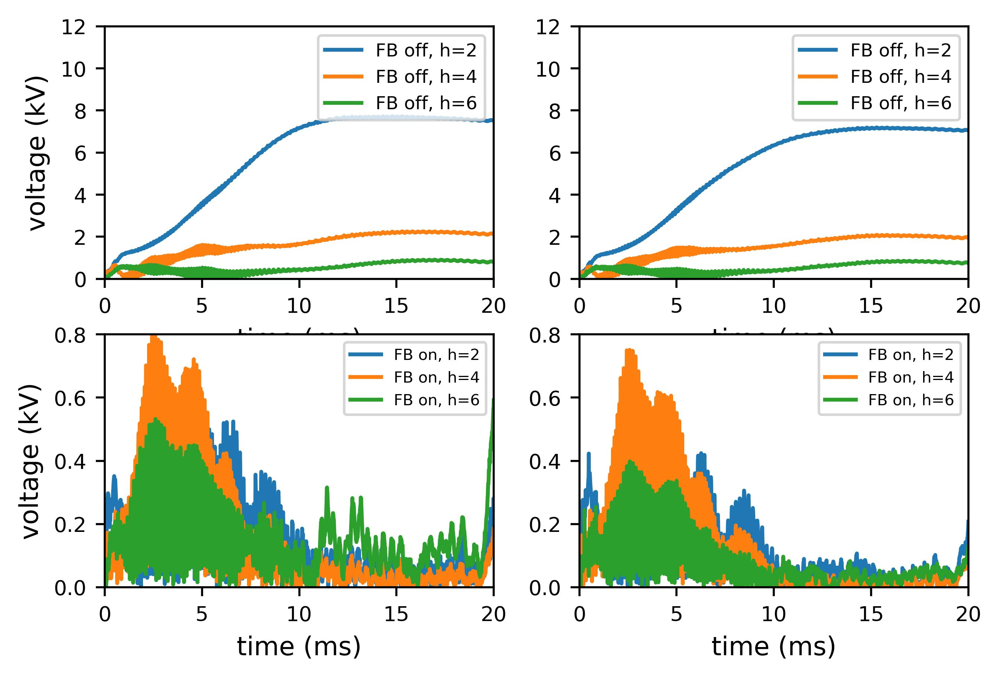 voltage (kV)
12
10
8
6
4
2
0
FB off, h=2
FB off, h=4
FB off, h=6
0 5 10 15 20
12
10
8
6
4
2
0
FB off, h=2
FB off, h=4
FB off, h=6
0 5 10 15 20
voltage (kV)
0.8
0.6
0.4
0.2
0.0
FB on, h=2
FB on, h=4
FB on, h=6
0 5 10 15 20
time (ms)
0.8
0.6
0.4
0.2
0.0
FB on, h=2
FB on, h=4
FB on, h=6
0 5 10 15 20
time (ms)